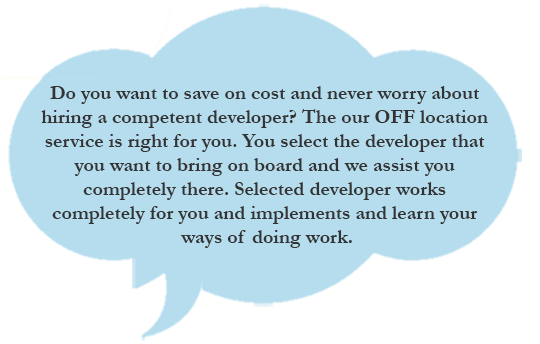 Do you want to save on cost and never worry about
hiring a competent developer? The our OFF location
service is right for you. You select the developer that
you want to bring on board and we assist you
completely there. Selected developer works
completely for you and implements and learn your
ways of doing work.